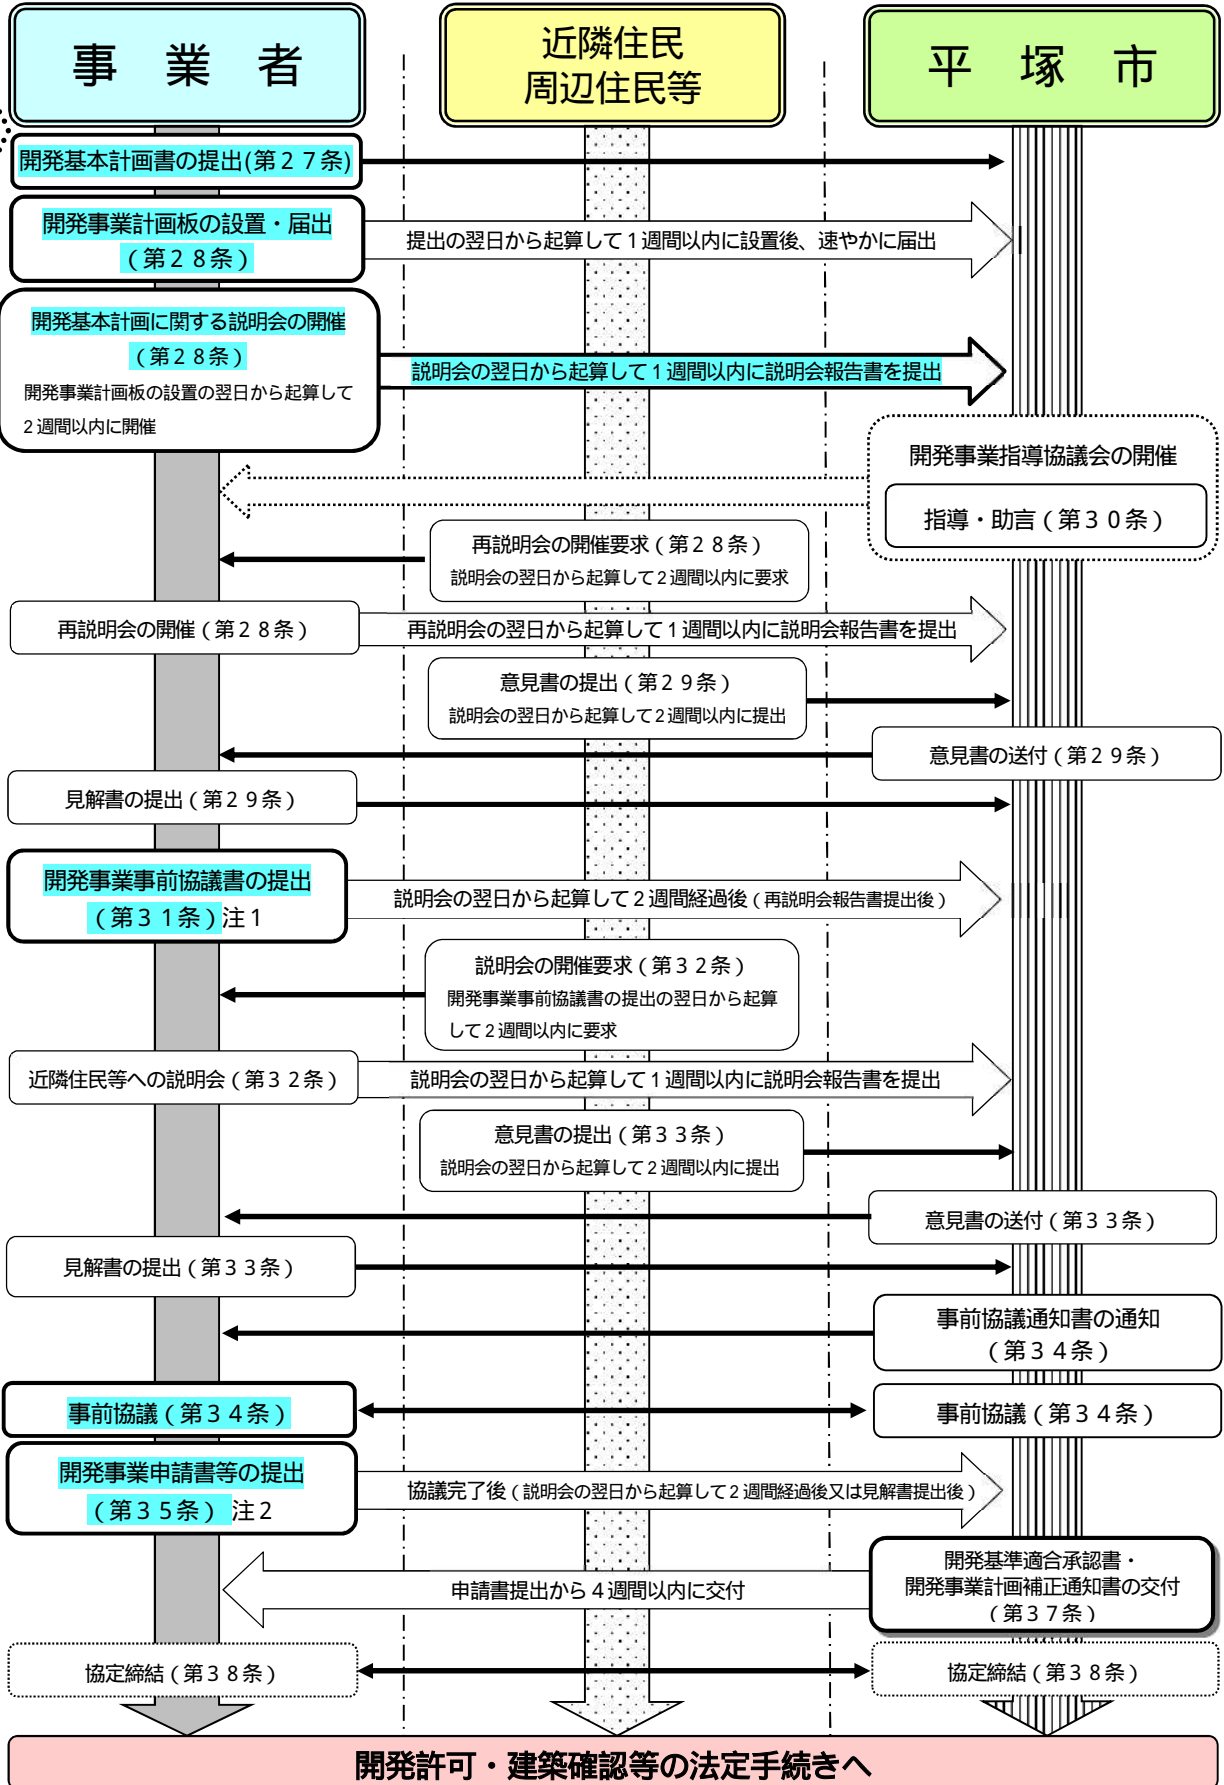 事　業　者
近隣住民
周辺住民等
平　塚　市
開発基本計画書の提出(第２７条)
開発事業計画板の設置・届出
（第２８条）
提出の翌日から起算して１週間以内に設置後、速やかに届出
開発基本計画に関する説明会の開催
（第２８条）
開発事業計画板の設置の翌日から起算して
２週間以内に開催
説明会の翌日から起算して１週間以内に説明会報告書を提出
開発事業指導協議会の開催
指導・助言（第３０条）
再説明会の開催要求（第２８条）
説明会の翌日から起算して２週間以内に要求
再説明会の開催（第２８条）
再説明会の翌日から起算して１週間以内に説明会報告書を提出
意見書の提出（第２９条）
説明会の翌日から起算して２週間以内に提出
意見書の送付（第２９条）
見解書の提出（第２９条）
開発事業事前協議書の提出
（第３１条）注１
説明会の翌日から起算して２週間経過後（再説明会報告書提出後）
説明会の開催要求（第３２条）
開発事業事前協議書の提出の翌日から起算
して２週間以内に要求
近隣住民等への説明会（第３２条）
説明会の翌日から起算して１週間以内に説明会報告書を提出
意見書の提出（第３３条）
説明会の翌日から起算して２週間以内に提出
意見書の送付（第３３条）
見解書の提出（第３３条）
事前協議通知書の通知
（第３４条）
事前協議（第３４条）
事前協議（第３４条）
開発事業申請書等の提出
（第３５条）注２
協議完了後（説明会の翌日から起算して２週間経過後又は見解書提出後）
開発基準適合承認書・
開発事業計画補正通知書の交付
（第３７条）
申請書提出から４週間以内に交付
協定締結（第３８条）
協定締結（第３８条）
開発許可・建築確認等の法定手続きへ